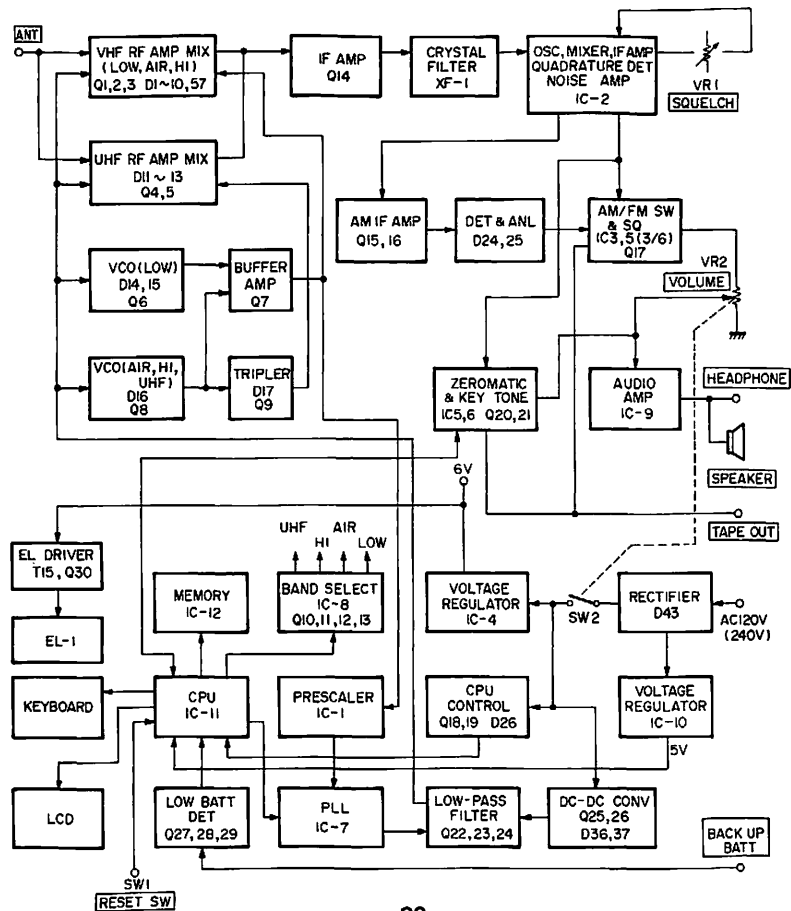 ANT
VHF RF AMP MIX
(LOW, AIR, HI)
Q1,2,3 D1~10,57
IF AMP
Q14
CRYSTAL
FILTER
XF-1
OSC, MIXER, IF AMP
QUADRATURE DET
NOISE AMP
IC-2
VR1
SQUELCH
UHF RF AMP MIX
D11 ~ 13
Q4,5
AM IF AMP
Q15, 16
DET & ANL
D24, 25
AM/FM SW
& SQ
IC3, 5 (3/6)
Q17
VR2
VOLUME
VCO(LOW)
D14, 15
Q6
BUFFER
AMP
Q7
VCO(AIR, HI,
UHF)
D16
Q8
TRIPLER
D17
Q9
ZEROMATIC
& KEY TONE
IC5,6 Q20,21
AUDIO
AMP
IC-9
HEADPHONE
SPEAKER
TAPE OUT
6V
EL DRIVER
T15, Q30
EL-1
UHF HI AIR LOW
MEMORY
IC-12
BAND SELECT
IC-8
Q10, 11, 12, 13
VOLTAGE
REGULATOR
IC-4
SW2
RECTIFIER
D43
AC120V
(240V)
KEYBOARD
CPU
IC-11
PRESCALER
IC-1
CPU
CONTROL
Q18,19 D26
VOLTAGE
REGULATOR
IC-10
5V
LCD
LOW BATT
DET
Q27, 28, 29
PLL
IC-7
LOW-PASS
FILTER
Q22, 23, 24
DC-DC CONV
Q25, 26
D36, 37
BACK UP
BATT
SW1
RESET SW